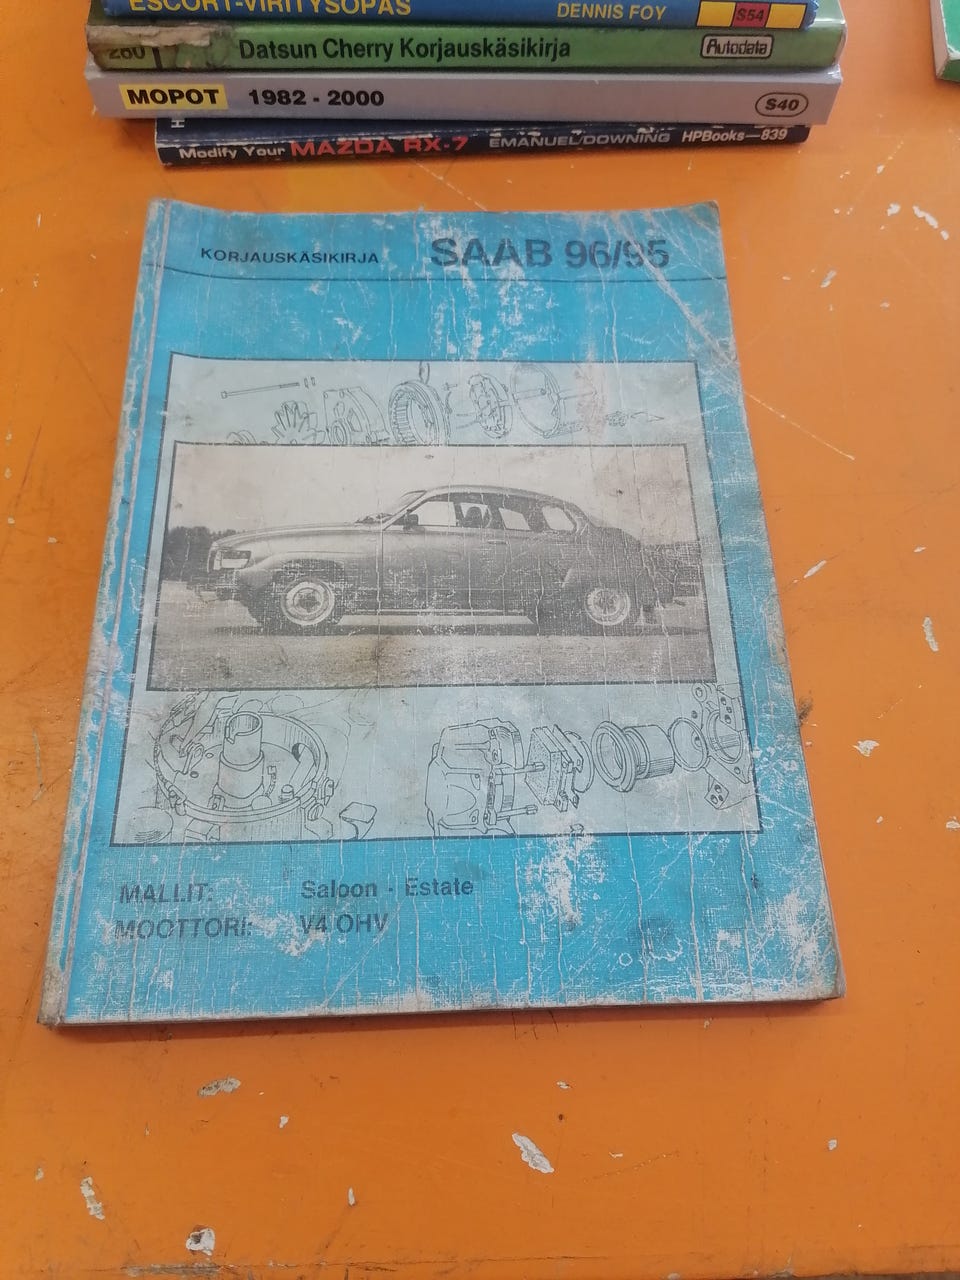 ESCORT-VIRITYSOPAS DENNIS FOY S54
260 Datsun Cherry Korjauskäsikirja Autodata
MOPOT 1982 - 2000 S40
H Modify Your MAZDA RX-7 EMANUEL/DOWNING HPBooks—839
KORJAUSKÄSIKIRJA SAAB 96/95
MALLIT: Saloon - Estate
MOOTTORI: V4 OHV